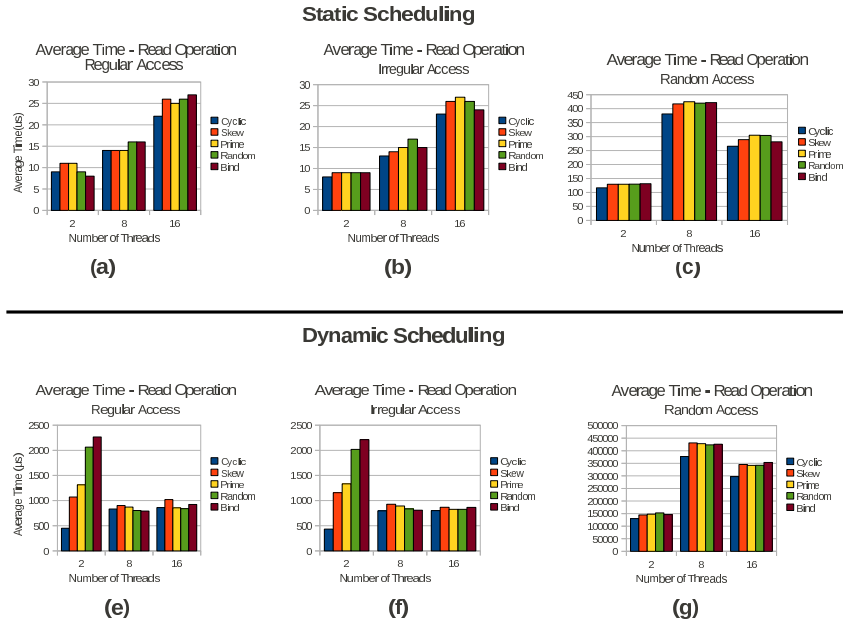 Static Scheduling
Average Time - Read Operation
Regular Access
30
25
20
15
10
5
0
Average Time(us)
2 8 16
Number of Threads
Cyclic
Skew
Prime
Random
Bind
(a)
Average Time - Read Operation
Irregular Access
30
25
20
15
10
5
0
2 8 16
Number of Threads
Cyclic
Skew
Prime
Random
Bind
(b)
Average Time - Read Operation
Random Access
450
400
350
300
250
200
150
100
50
0
2 8 16
Number of Threads
Cyclic
Skew
Prime
Random
Bind
(c)
Dynamic Scheduling
Average Time - Read Operation
Regular Access
2500
2000
1500
1000
500
0
Average Time (µs)
2 8 16
Number of Threads
Cyclic
Skew
Prime
Random
Bind
(e)
Average Time - Read Operation
Irregular Access
2500
2000
1500
1000
500
0
2 8 16
Number of Threads
Cyclic
Skew
Prime
Random
Bind
(f)
Average Time - Read Operation
Random Access
500000
450000
400000
350000
300000
250000
200000
150000
100000
50000
0
2 8 16
Number of Threads
Cyclic
Skew
Prime
Random
Bind
(g)